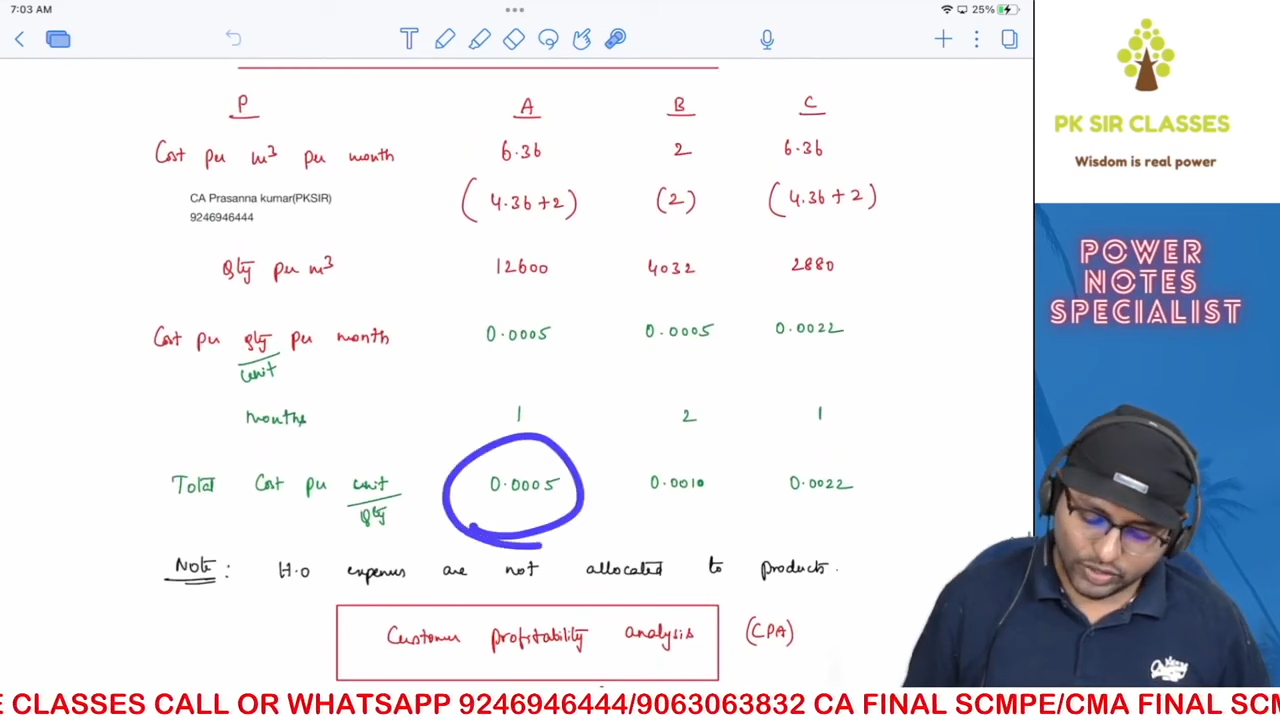 7:03 AM
25%
P A B C
Cost per m³ per month 6.36 2 6.36
(4.36+2) (2) (4.36+2)
CA Prasanna kumar(PKSIR)
9246946444
Qty per m³ 12600 4032 2880
Cost per Qty per month 0.0005 0.0005 0.0022
unit
months 1 2 1
Total Cost per unit 0.0005 0.0010 0.0022
Qty
Note: H.O expenses are not allocated to products.
Customer profitability analysis (CPA)
PK SIR CLASSES
Wisdom is real power
POWER
NOTES
SPECIALIST
E CLASSES CALL OR WHATSAPP 9246946444/9063063832 CA FINAL SCMPE/CMA FINAL SCM